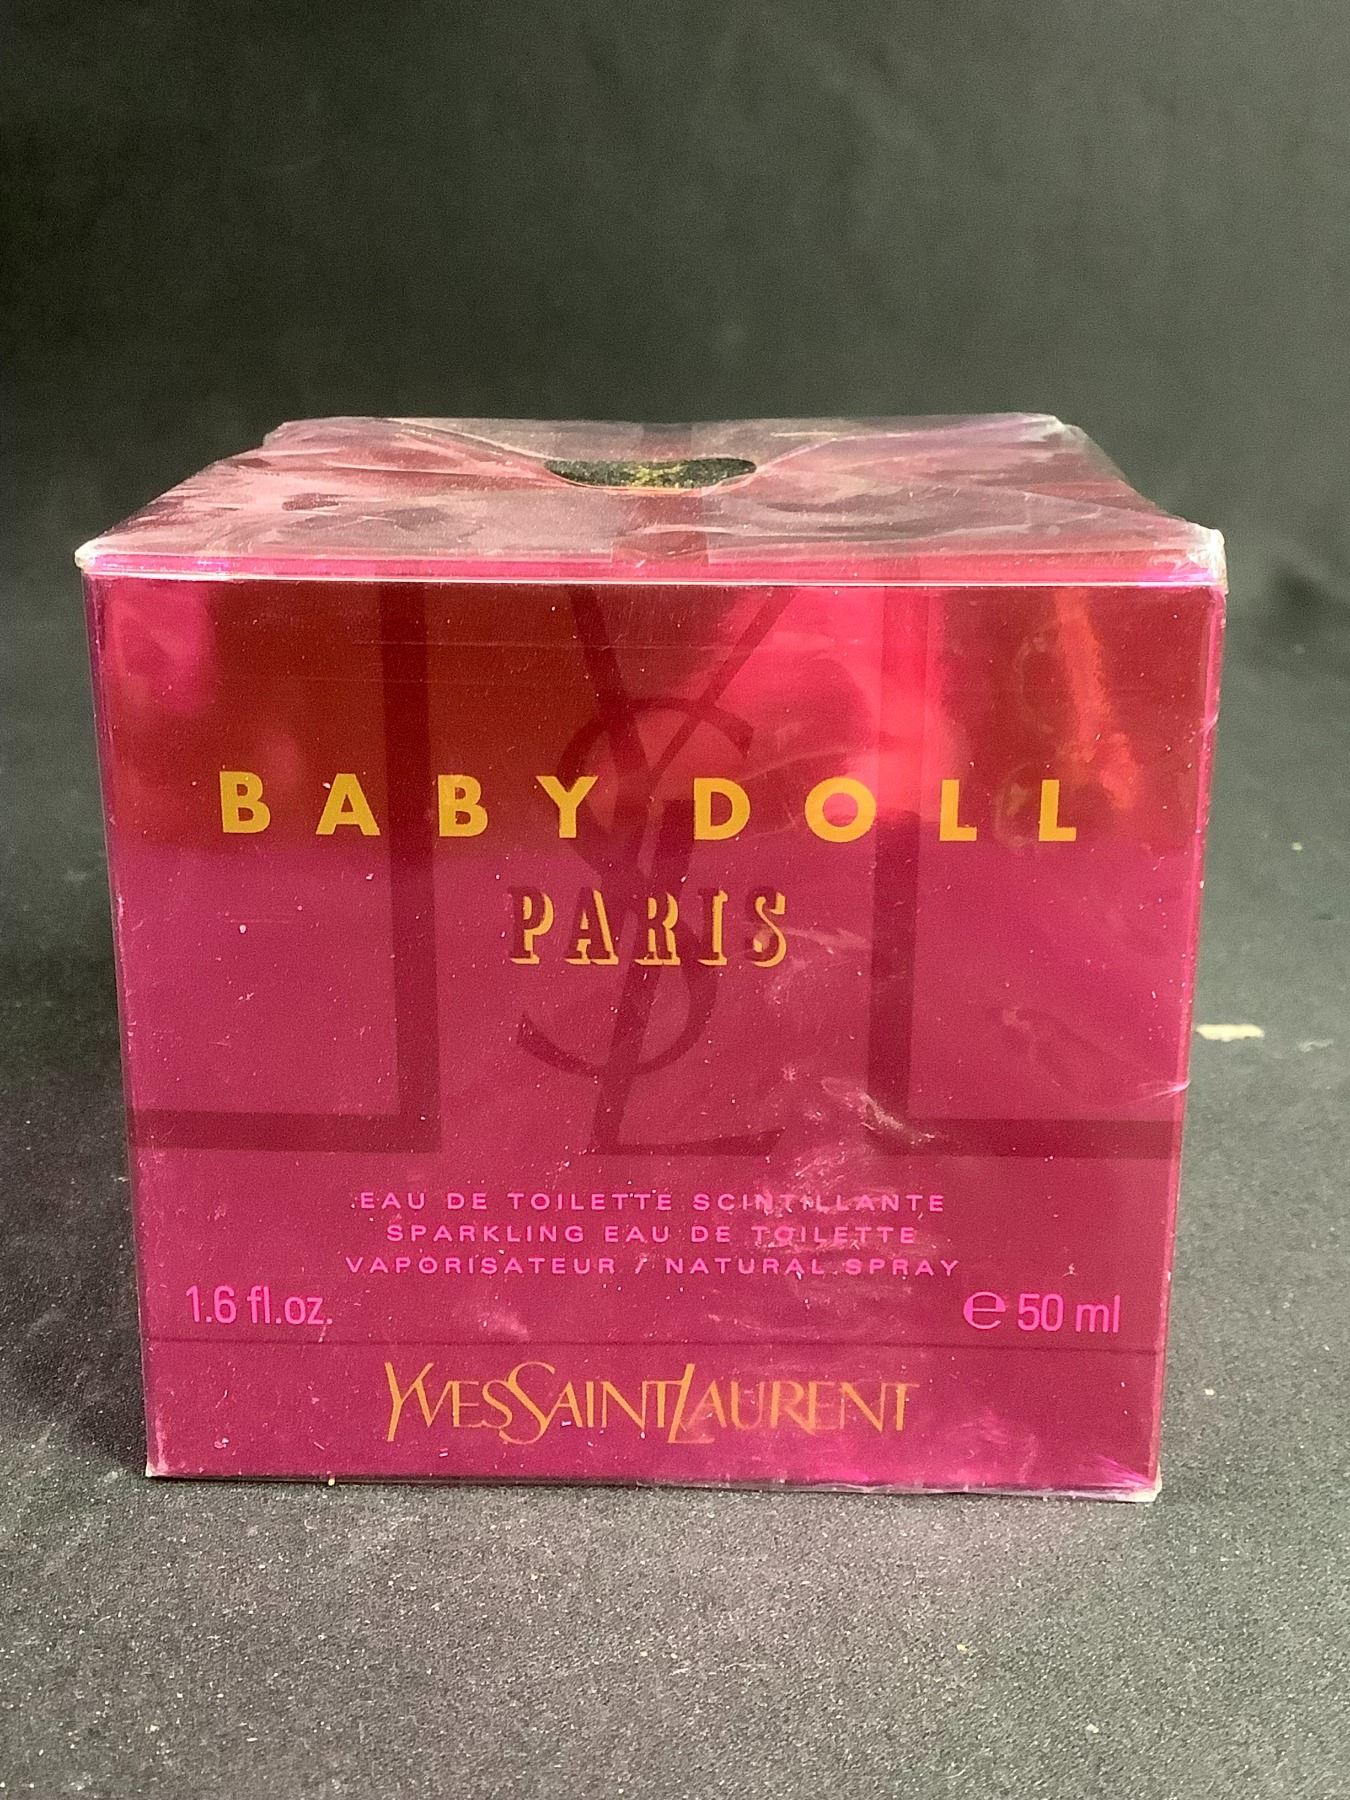 BABY DOLL
PARIS
YSL
EAU DE TOILETTE SCINTILLANTE
SPARKLING EAU DE TOILETTE
VAPORISATEUR / NATURAL SPRAY
1.6 fl.oz. ℮ 50 ml
YVESSAINTLAURENT